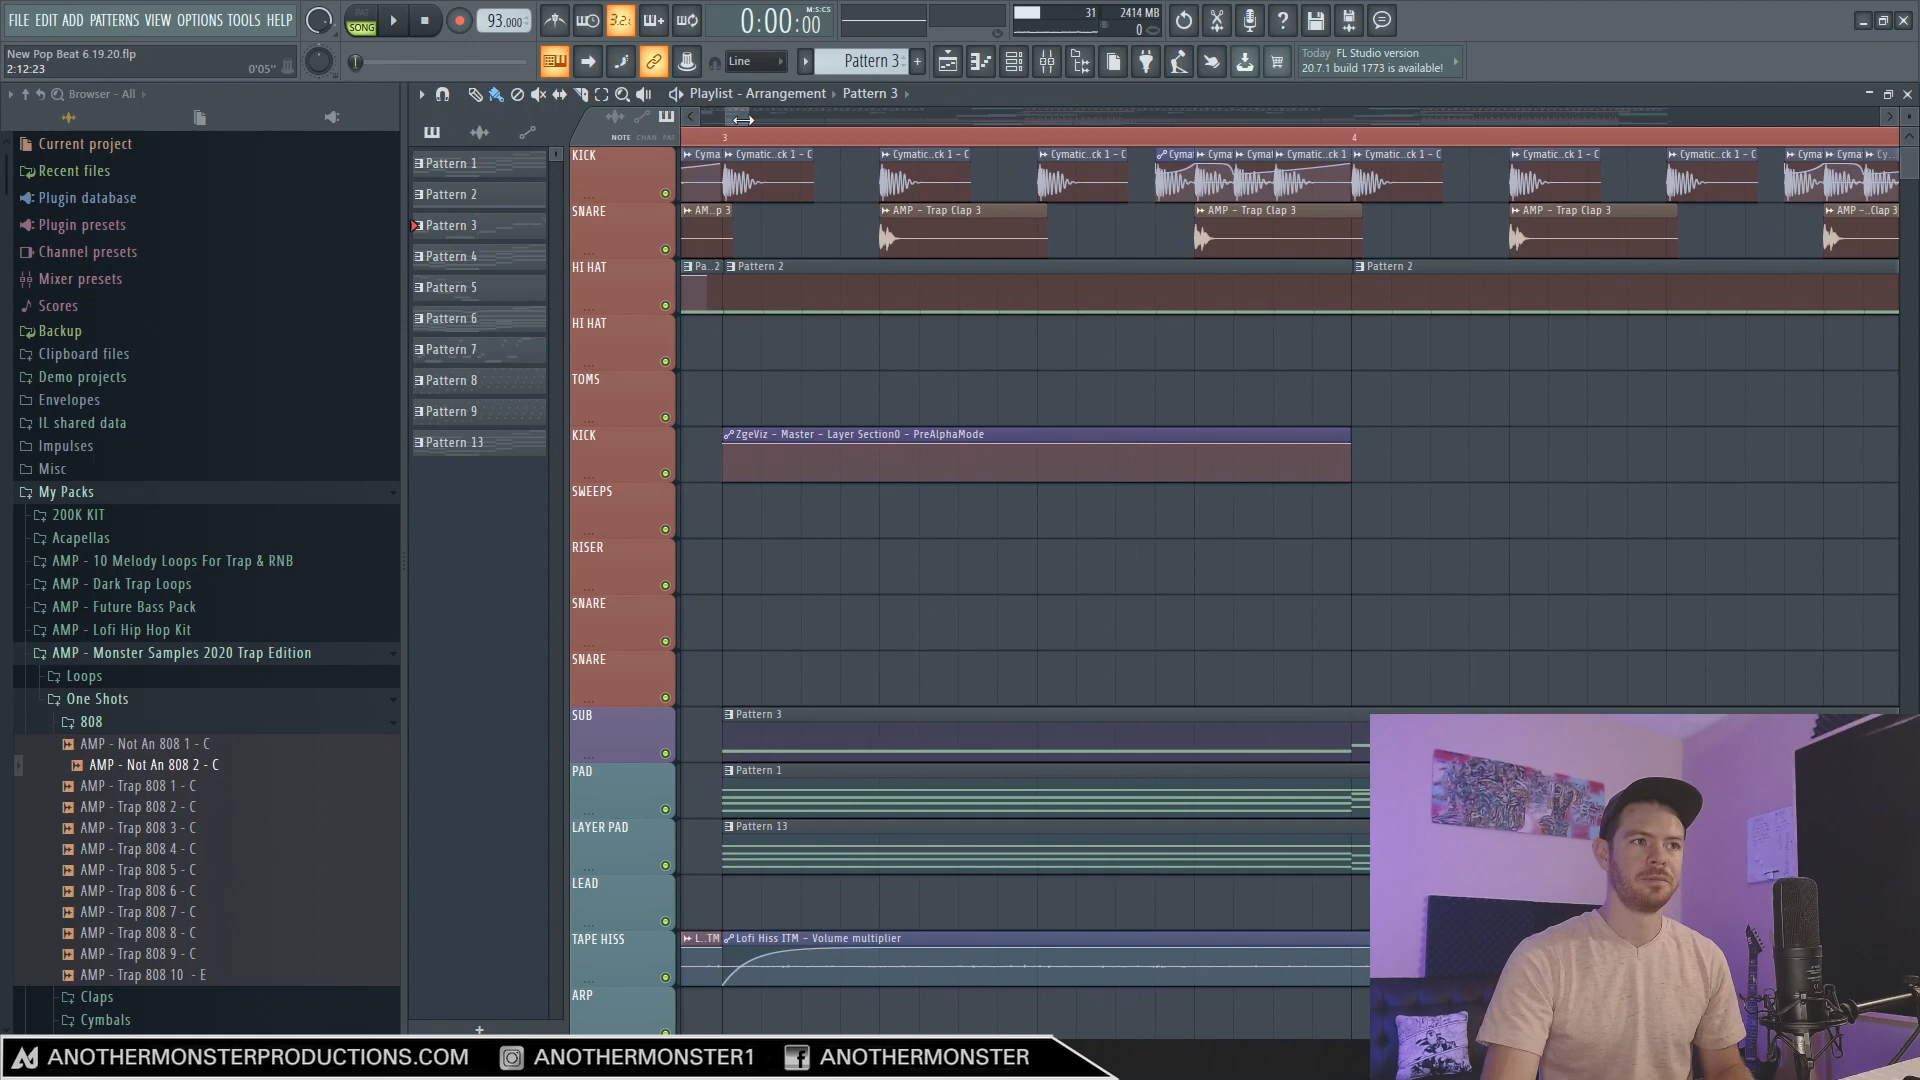 FILE EDIT ADD PATTERNS VIEW OPTIONS TOOLS HELP
PAT
SONG
93.000
3.2.
0:00:00
M:S:CS
31
2414 MB
0
New Pop Beat 6.19.20.flp
2:12:23
0'05"
Line
Pattern 3
Today FL Studio version
20.7.1 build 1773 is available!
Browser - All
Playlist - Arrangement
Pattern 3
NOTE CHAN PAT
3
4
Current project
Recent files
Plugin database
Plugin presets
Channel presets
Mixer presets
Scores
Backup
Clipboard files
Demo projects
Envelopes
IL shared data
Impulses
Misc
My Packs
200K KIT
Acapellas
AMP - 10 Melody Loops For Trap & RNB
AMP - Dark Trap Loops
AMP - Future Bass Pack
AMP - Lofi Hip Hop Kit
AMP - Monster Samples 2020 Trap Edition
Loops
One Shots
808
AMP - Not An 808 1 - C
AMP - Not An 808 2 - C
AMP - Trap 808 1 - C
AMP - Trap 808 2 - C
AMP - Trap 808 3 - C
AMP - Trap 808 4 - C
AMP - Trap 808 5 - C
AMP - Trap 808 6 - C
AMP - Trap 808 7 - C
AMP - Trap 808 8 - C
AMP - Trap 808 9 - C
AMP - Trap 808 10 - E
Claps
Cymbals
Pattern 1
Pattern 2
Pattern 3
Pattern 4
Pattern 5
Pattern 6
Pattern 7
Pattern 8
Pattern 9
Pattern 13
+
KICK
Cyma Cymatic..ck 1 - C Cymatic..ck 1 - C Cymatic..ck 1 - C Cymal Cymal Cymat Cymatic..ck 1 Cymatic..ck 1 - C Cymatic..ck 1 - C Cymatic..ck 1 - C Cyma Cymatic..ck 1 Cy...
SNARE
AM..p 3 AMP - Trap Clap 3 AMP - Trap Clap 3 AMP - Trap Clap 3 AMP -..Clap 3
HI HAT
Pa..2 Pattern 2 Pattern 2
HI HAT
TOMS
KICK
ZgeViz - Master - Layer Section0 - PreAlphaMode
SWEEPS
RISER
SNARE
SNARE
SUB
Pattern 3
PAD
Pattern 1
LAYER PAD
Pattern 13
LEAD
TAPE HISS
L..TM Lofi Hiss ITM - Volume multiplier
ARP
ANOTHERMONSTERPRODUCTIONS.COM ANOTHERMONSTER1 ANOTHERMONSTER